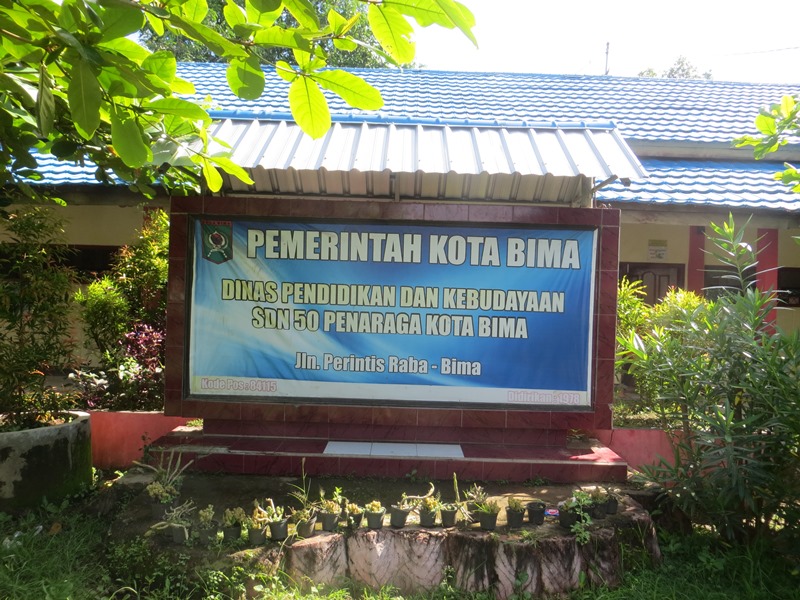 PEMERINTAH KOTA BIMA
DINAS PENDIDIKAN DAN KEBUDAYAAN
SDN 50 PENARAGA KOTA BIMA
Jln. Perintis Raba - Bima
Kode Pos : 84115
Didirikan : 1978